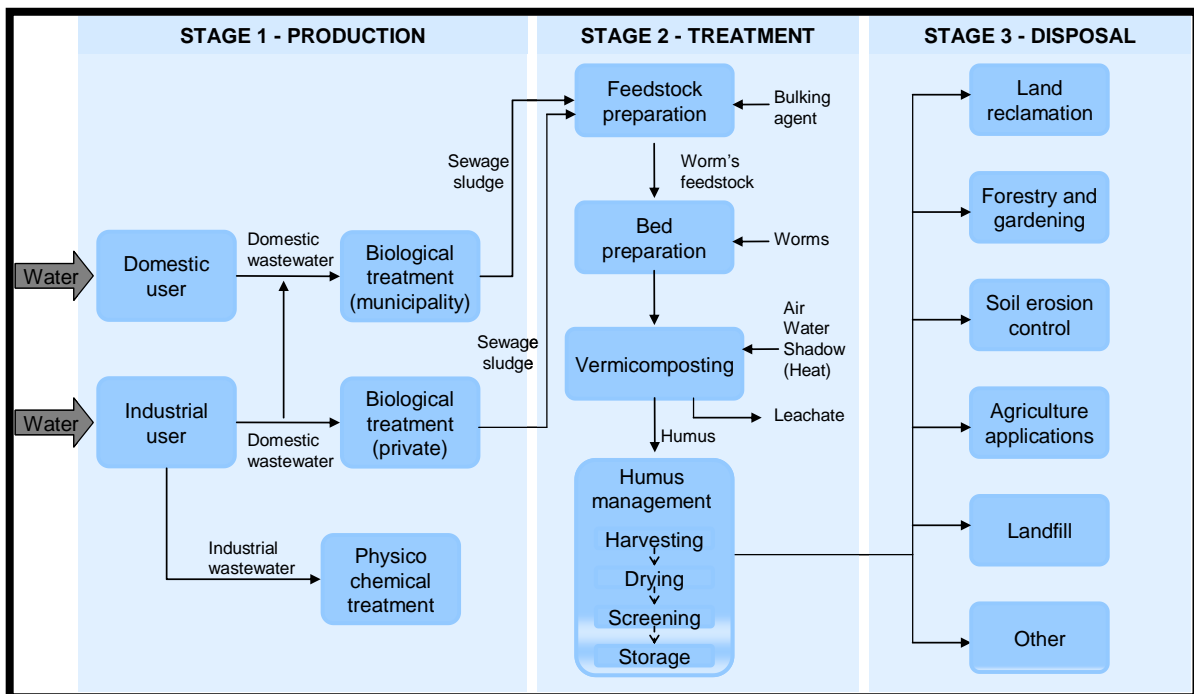 STAGE 1 - PRODUCTION
STAGE 2 - TREATMENT
STAGE 3 - DISPOSAL
Water
Domestic
user
Domestic
wastewater
Biological
treatment
(municipality)
Sewage
sludge
Water
Industrial
user
Domestic
wastewater
Biological
treatment
(private)
Sewage
sludge
Industrial
wastewater
Physico
chemical
treatment
Feedstock
preparation
Bulking
agent
Worm's
feedstock
Bed
preparation
Worms
Vermicomposting
Air
Water
Shadow
(Heat)
Leachate
Humus
Humus
management
Harvesting
Drying
Screening
Storage
Land
reclamation
Forestry and
gardening
Soil erosion
control
Agriculture
applications
Landfill
Other